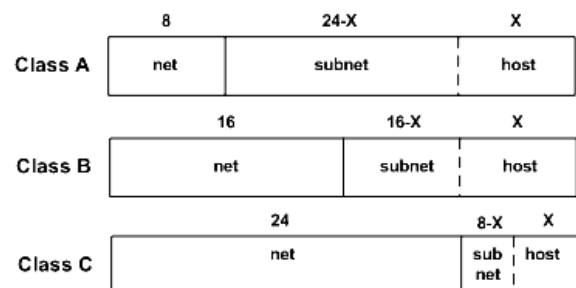 8 24-X X
Class A net subnet host
16 16-X X
Class B net subnet host
24 8-X X
Class C net sub net host